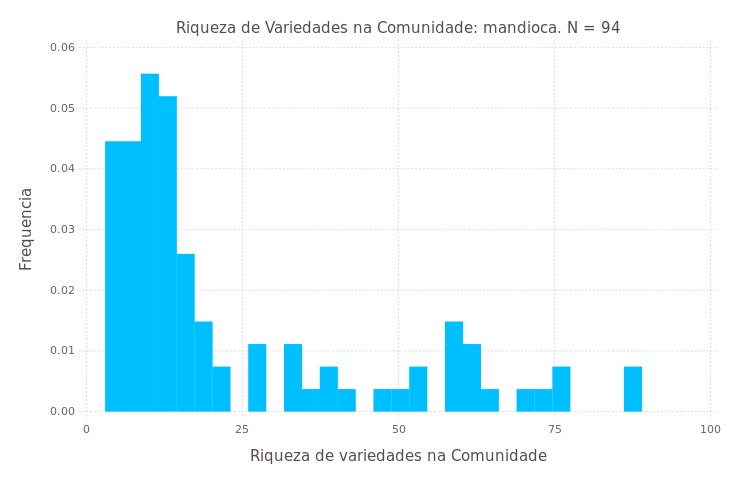 Riqueza de Variedades na Comunidade: mandioca. N = 94
0.06
0.05
0.04
0.03
0.02
0.01
0.00
Frequencia
0 25 50 75 100
Riqueza de variedades na Comunidade